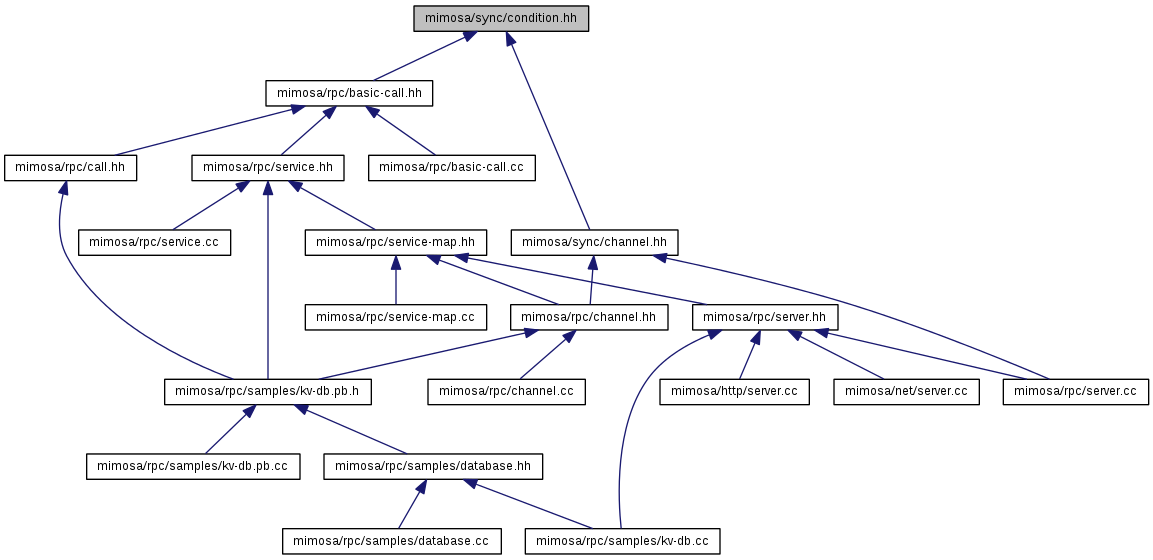 mimosa/sync/condition.hh
mimosa/rpc/basic-call.hh
mimosa/rpc/call.hh
mimosa/rpc/service.hh
mimosa/rpc/basic-call.cc
mimosa/rpc/service.cc
mimosa/rpc/service-map.hh
mimosa/sync/channel.hh
mimosa/rpc/service-map.cc
mimosa/rpc/channel.hh
mimosa/rpc/server.hh
mimosa/rpc/samples/kv-db.pb.h
mimosa/rpc/channel.cc
mimosa/http/server.cc
mimosa/net/server.cc
mimosa/rpc/server.cc
mimosa/rpc/samples/kv-db.pb.cc
mimosa/rpc/samples/database.hh
mimosa/rpc/samples/database.cc
mimosa/rpc/samples/kv-db.cc